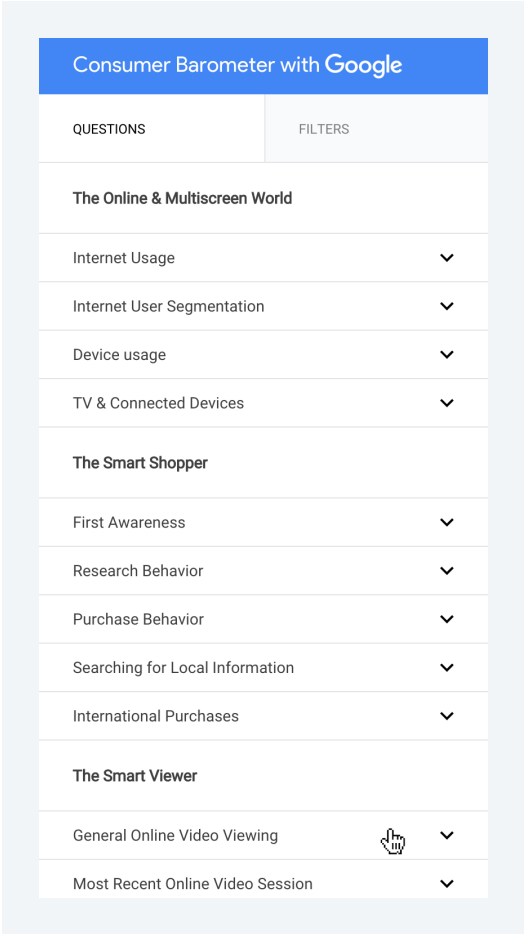 Consumer Barometer with Google
QUESTIONS
FILTERS
The Online & Multiscreen World
Internet Usage
Internet User Segmentation
Device usage
TV & Connected Devices
The Smart Shopper
First Awareness
Research Behavior
Purchase Behavior
Searching for Local Information
International Purchases
The Smart Viewer
General Online Video Viewing
Most Recent Online Video Session